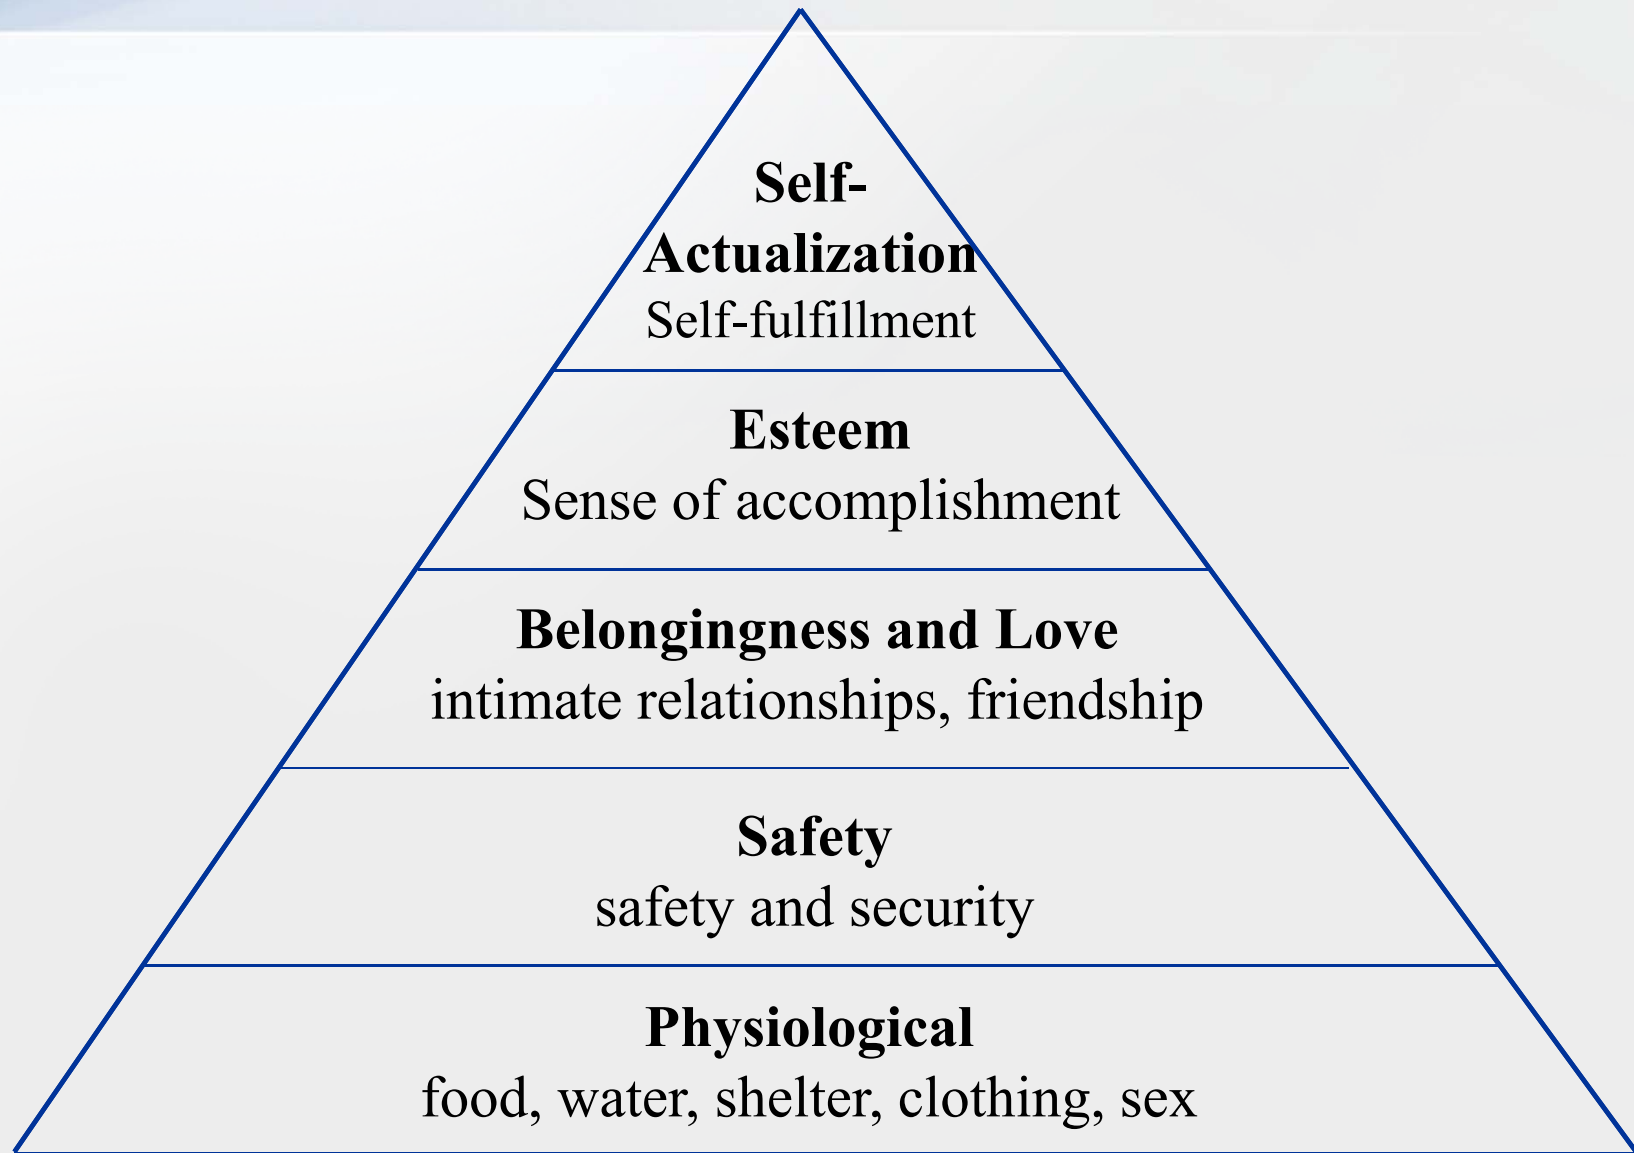 Self-
Actualization
Self-fulfillment
Esteem
Sense of accomplishment
Belongingness and Love
intimate relationships, friendship
Safety
safety and security
Physiological
food, water, shelter, clothing, sex